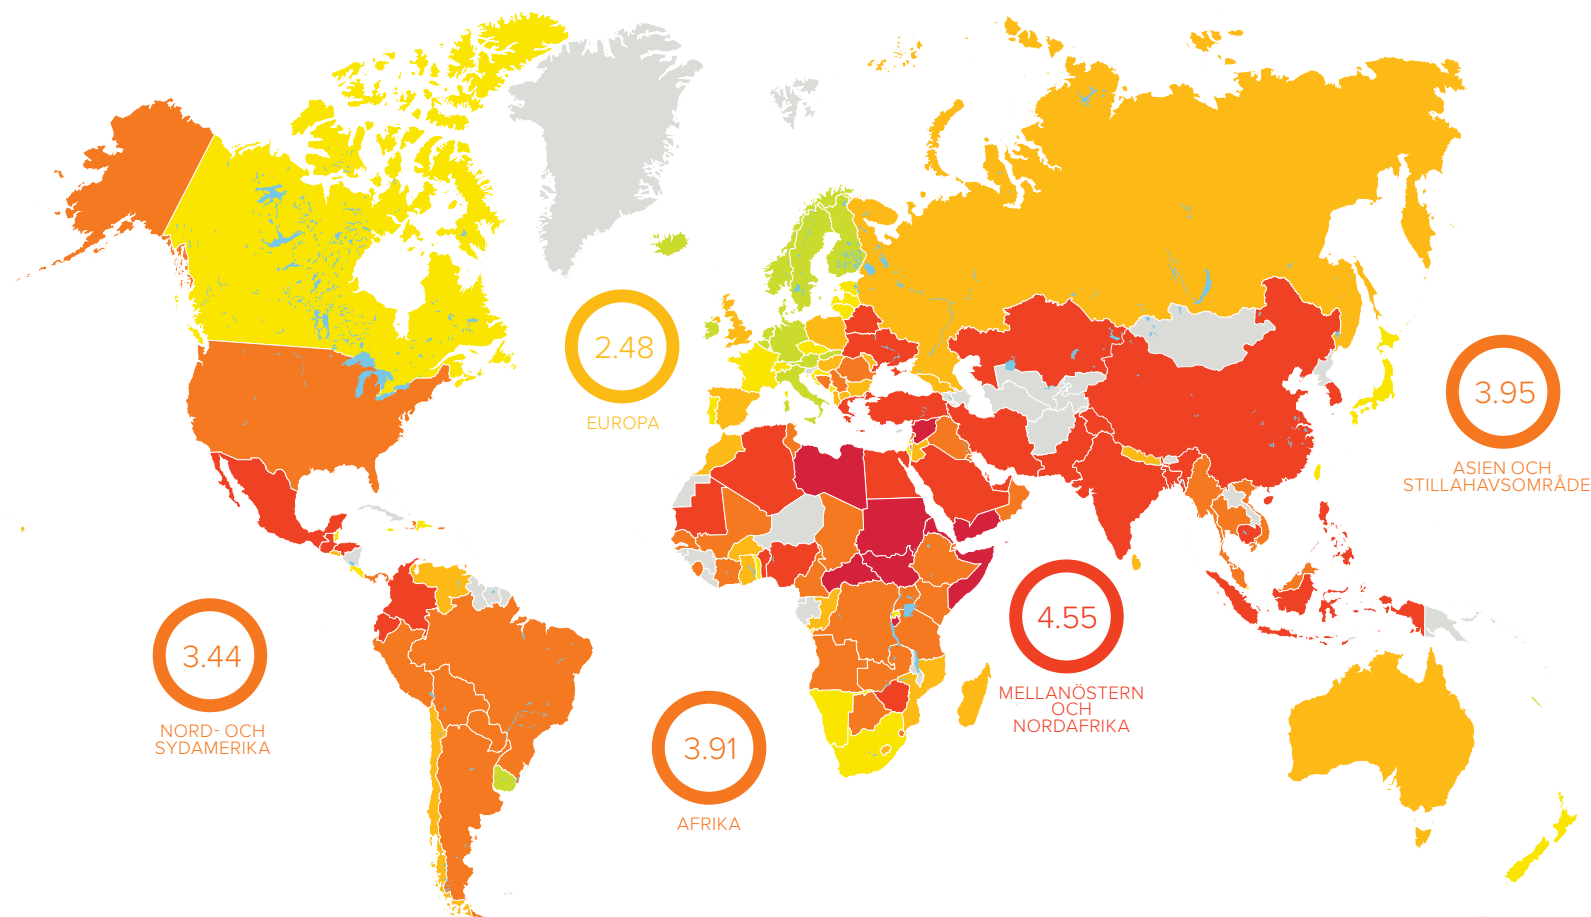 2.48
EUROPA
3.95
ASIEN OCH
STILLAHAVSOMRÅDE
3.44
NORD- OCH
SYDAMERIKA
3.91
AFRIKA
4.55
MELLANÖSTERN
OCH
NORDAFRIKA